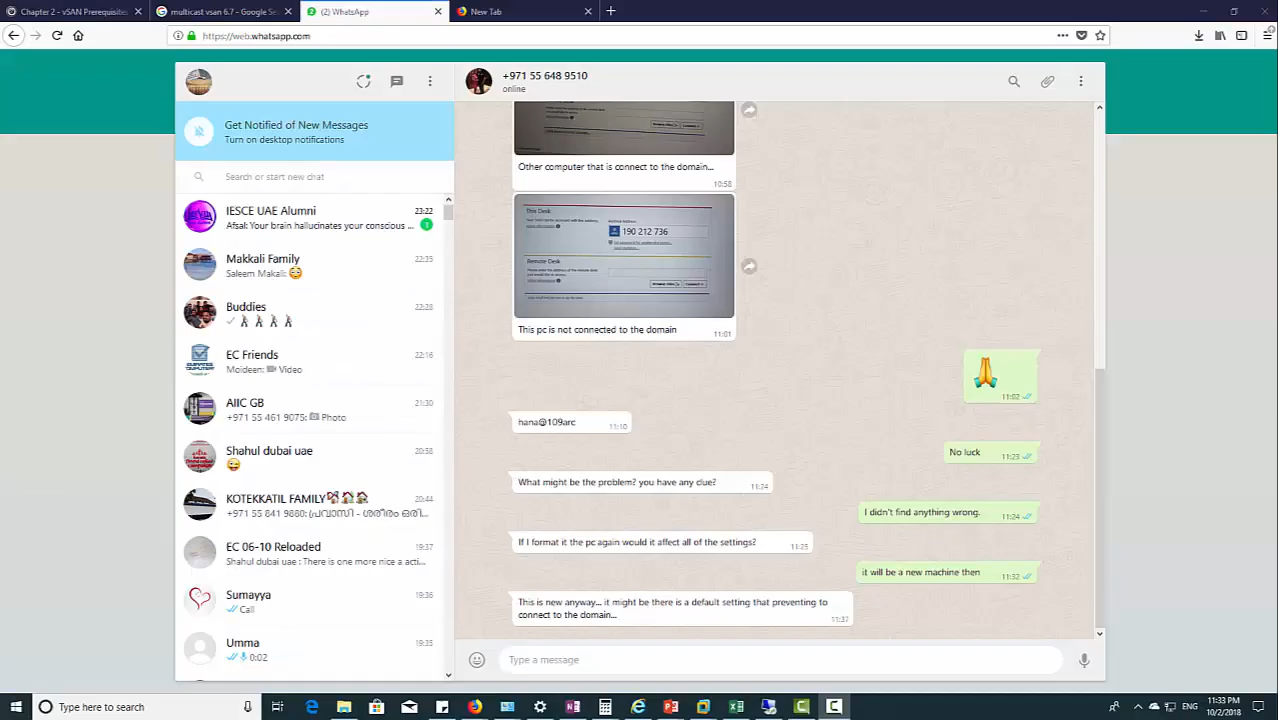 Chapter 2 - vSAN Prerequisites
multicast vsan 6.7 - Google Se
(2) WhatsApp
New Tab
https://web.whatsapp.com
+971 55 648 9510
online
Get Notified of New Messages
Turn on desktop notifications
Search or start new chat
IESCE UAE Alumni
23:22
Afsal: Your brain hallucinates your conscious ...
1
Makkali Family
22:35
Saleem Makali: 😳
Buddies
22:28
EC Friends
22:16
Moideen: Video
AIIC GB
21:30
+971 55 461 9075: Photo
Shahul dubai uae
20:58
😜
KOTEKKATIL FAMILY
20:44
+971 55 841 9880: (പ്രവാസി - ശരീരം ഒരി...
EC 06-10 Reloaded
19:37
Shahul dubai uae : There is one more nice a acti...
Sumayya
19:36
Call
Umma
19:35
0:02
Other computer that is connect to the domain...
10:58
This Desk
190 212 736
Remote Desk
This pc is not connected to the domain
11:01
🙏
11:02
hana@109arc
11:10
No luck
11:23
What might be the problem? you have any clue?
11:24
I didn't find anything wrong.
11:24
If I format it the pc again would it affect all of the settings?
11:25
it will be a new machine then
11:32
This is new anyway... it might be there is a default setting that preventing to
connect to the domain...
11:37
Type a message
Type here to search
ENG
11:33 PM
10/2/2018